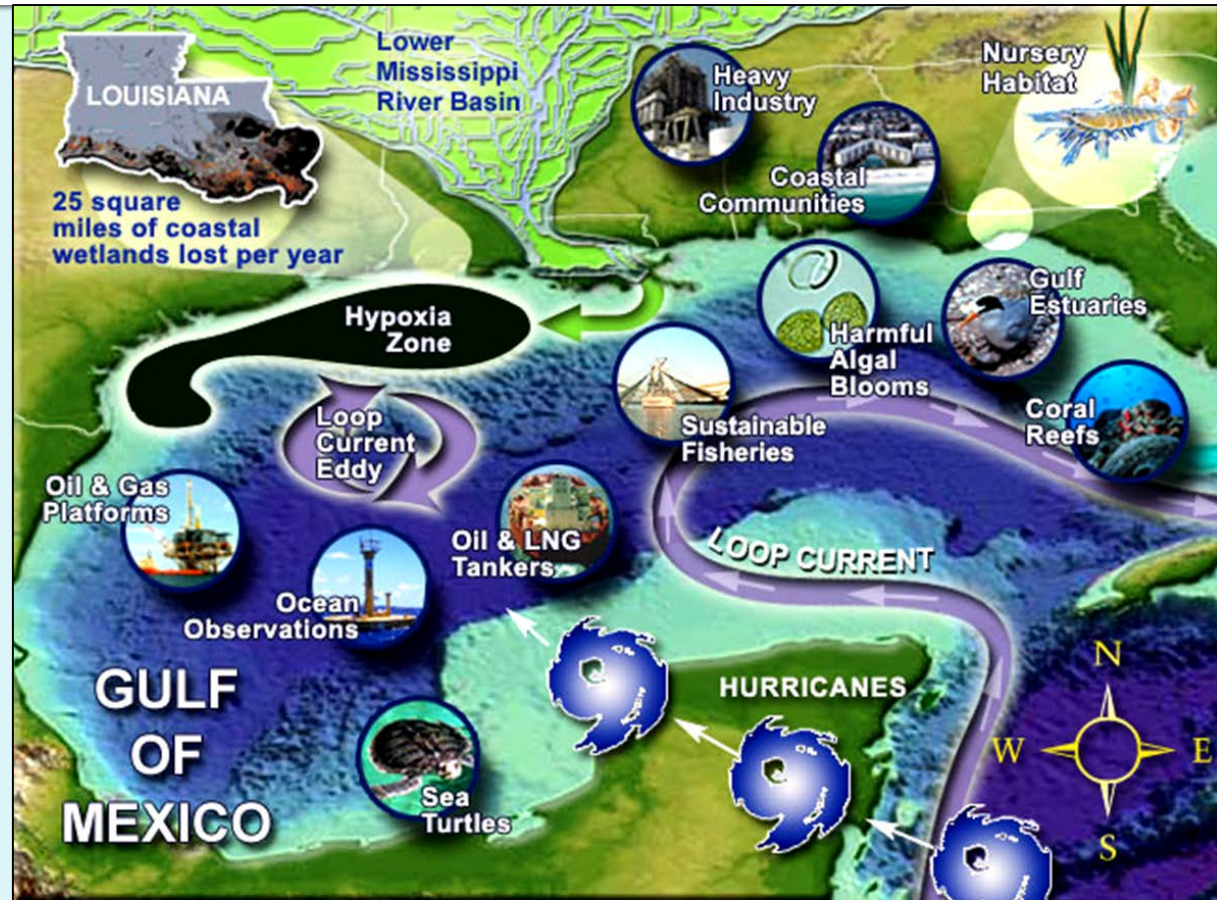 LOUISIANA
25 square
miles of coastal
wetlands lost per year
Lower
Mississippi
River Basin
Heavy
Industry
Coastal
Communities
Nursery
Habitat
Hypoxia
Zone
Harmful
Algal
Blooms
Gulf
Estuaries
Loop
Current
Eddy
Sustainable
Fisheries
Coral
Reefs
Oil & Gas
Platforms
Oil & LNG
Tankers
LOOP CURRENT
Ocean
Observations
GULF
OF
MEXICO
HURRICANES
Sea
Turtles
N
W
E
S